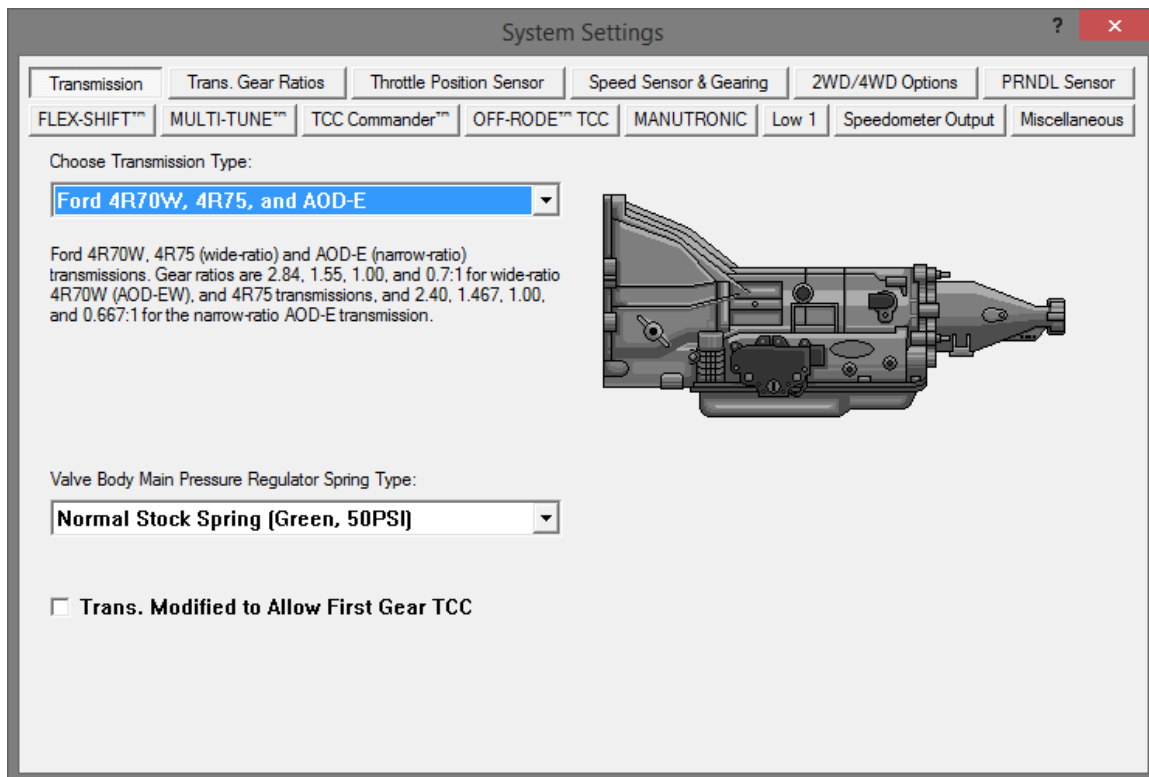 System Settings
?
Transmission
Trans. Gear Ratios
Throttle Position Sensor
Speed Sensor & Gearing
2WD/4WD Options
PRNDL Sensor
FLEX-SHIFT™
MULTI-TUNE™
TCC Commander™
OFF-RODE™ TCC
MANUTRONIC
Low 1
Speedometer Output
Miscellaneous
Choose Transmission Type:
Ford 4R70W, 4R75, and AOD-E
Ford 4R70W, 4R75 (wide-ratio) and AOD-E (narrow-ratio)
transmissions. Gear ratios are 2.84, 1.55, 1.00, and 0.7:1 for wide-ratio
4R70W (AOD-EW), and 4R75 transmissions, and 2.40, 1.467, 1.00,
and 0.667:1 for the narrow-ratio AOD-E transmission.
Valve Body Main Pressure Regulator Spring Type:
Normal Stock Spring (Green, 50PSI)
Trans. Modified to Allow First Gear TCC